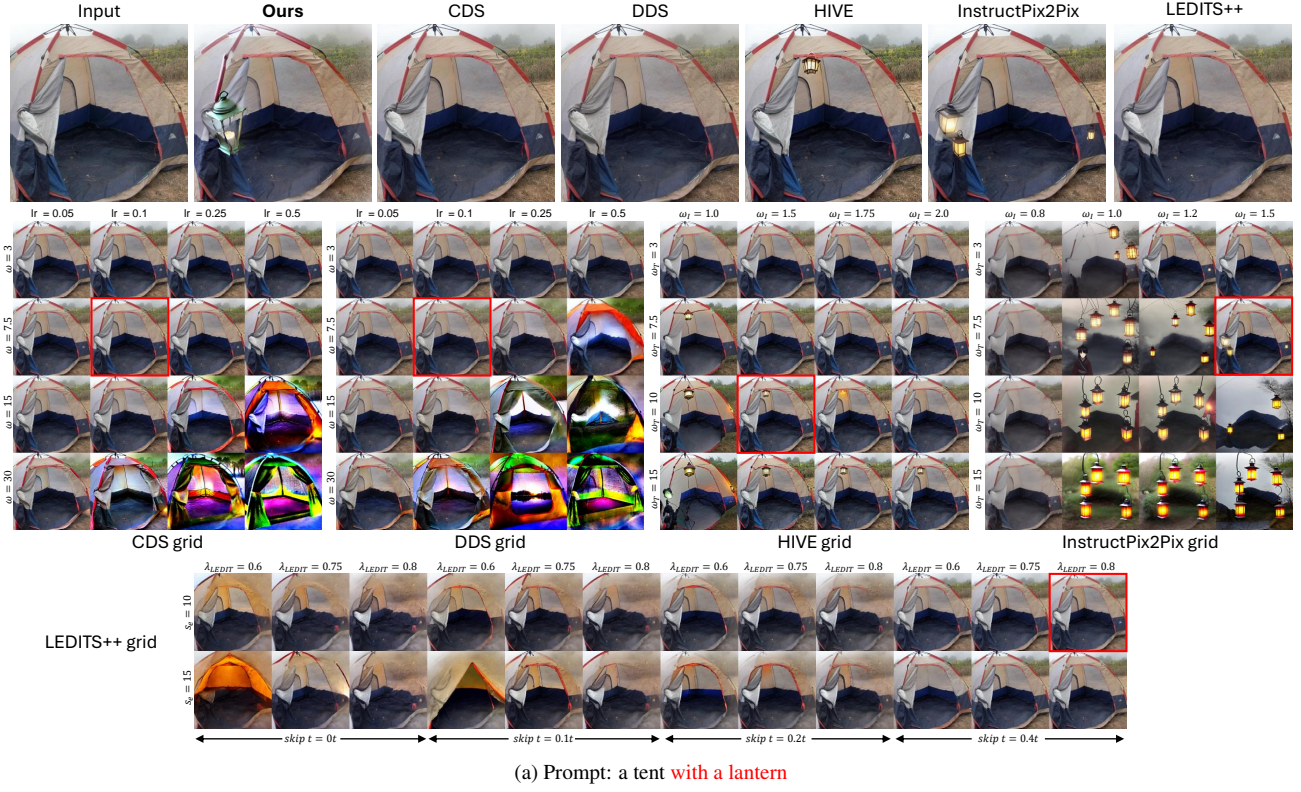 Input Ours CDS DDS HIVE InstructPix2Pix LEDITS++
lr = 0.05 lr = 0.1 lr = 0.25 lr = 0.5 lr = 0.05 lr = 0.1 lr = 0.25 lr = 0.5 ω_I = 1.0 ω_I = 1.5 ω_I = 1.75 ω_I = 2.0 ω_I = 0.8 ω_I = 1.0 ω_I = 1.2 ω_I = 1.5
ω = 3 ω = 3 ω_T = 3 ω_T = 3
ω = 7.5 ω = 7.5 ω_T = 7.5 ω_T = 7.5
ω = 15 ω = 15 ω_T = 10 ω_T = 10
ω = 30 ω = 30 ω_T = 15 ω_T = 15
CDS grid DDS grid HIVE grid InstructPix2Pix grid
λ_LEDIT = 0.6 λ_LEDIT = 0.75 λ_LEDIT = 0.8 λ_LEDIT = 0.6 λ_LEDIT = 0.75 λ_LEDIT = 0.8 λ_LEDIT = 0.6 λ_LEDIT = 0.75 λ_LEDIT = 0.8 λ_LEDIT = 0.6 λ_LEDIT = 0.75 λ_LEDIT = 0.8
s_e = 10
LEDITS++ grid
s_e = 15
skip t = 0t skip t = 0.1t skip t = 0.2t skip t = 0.4t
(a) Prompt: a tent with a lantern